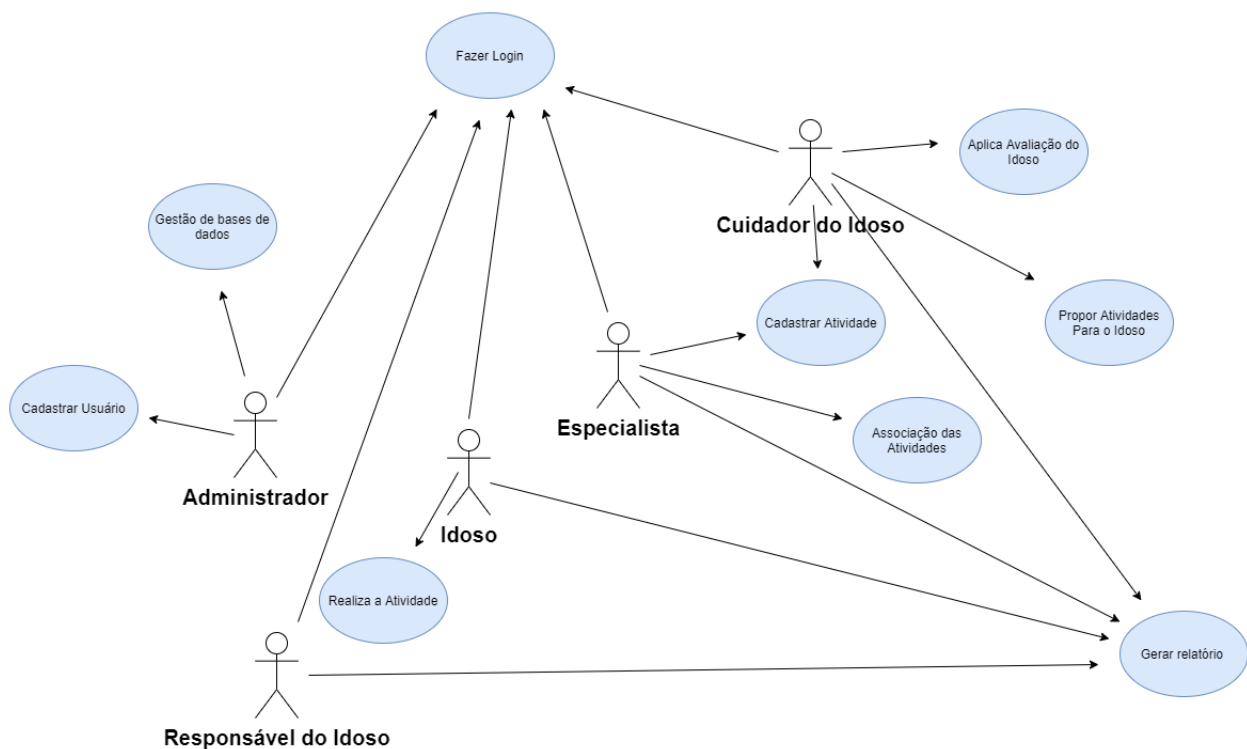 Fazer Login
Aplica Avaliação do
Idoso
Cuidador do Idoso
Gestão de bases de
dados
Cadastrar Atividade
Propor Atividades
Para o Idoso
Cadastrar Usuário
Especialista
Associação das
Atividades
Administrador
Idoso
Realiza a Atividade
Gerar relatório
Responsável do Idoso